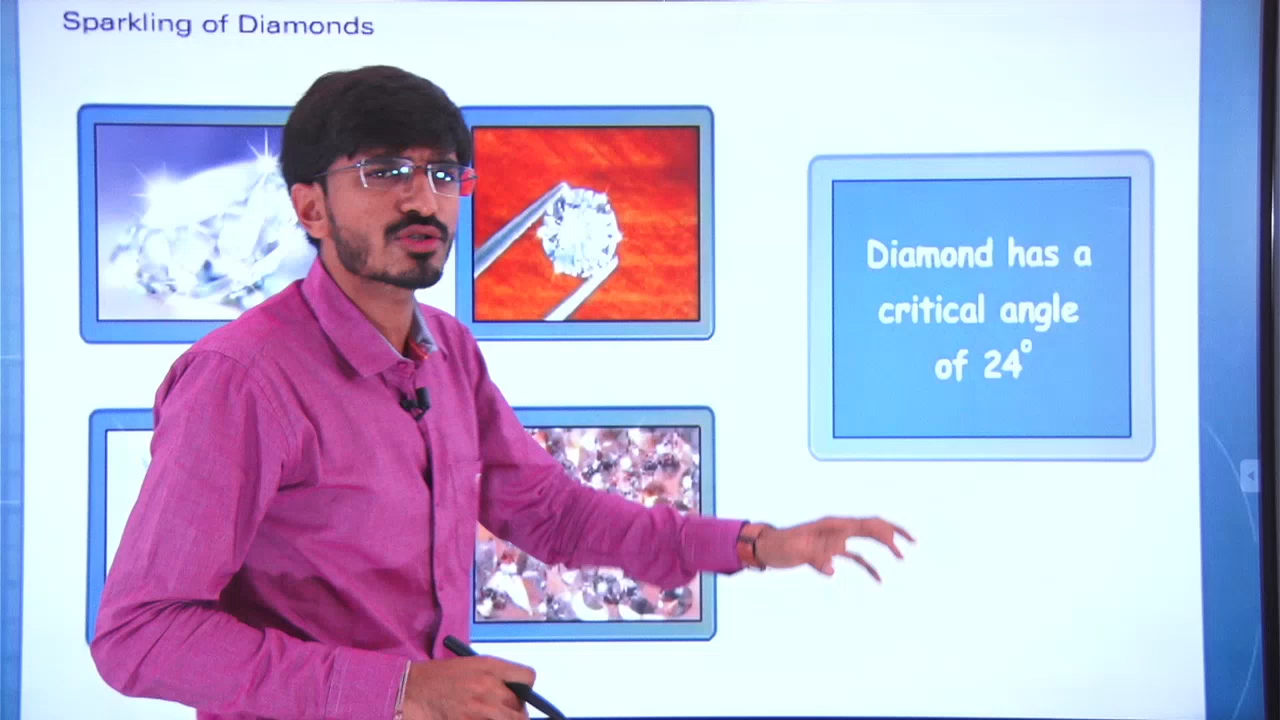 Sparkling of Diamonds
Diamond has a
critical angle
of 24°